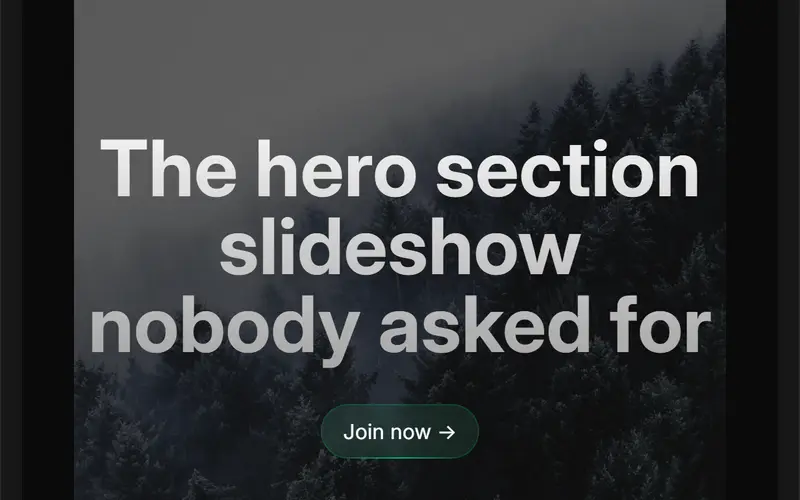 The hero section
slideshow
nobody asked for
Join now →